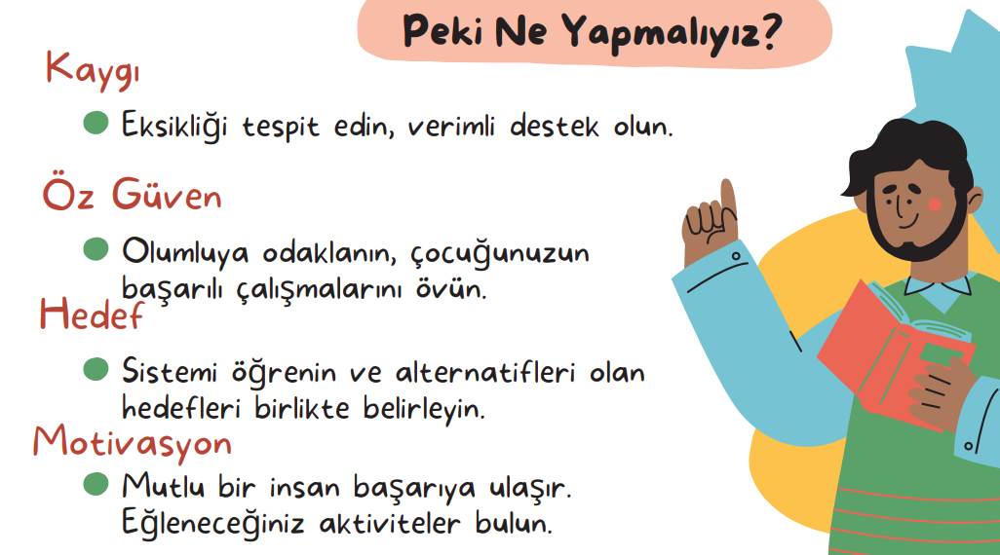 Peki Ne Yapmalıyız?
Kaygı
Eksikliği tespit edin, verimli destek olun.
Öz Güven
Olumluya odaklanın, çocuğunuzun
başarılı çalışmalarını övün.
Hedef
Sistemi öğrenin ve alternatifleri olan
hedefleri birlikte belirleyin.
Motivasyon
Mutlu bir insan başarıya ulaşır.
Eğleneceğiniz aktiviteler bulun.